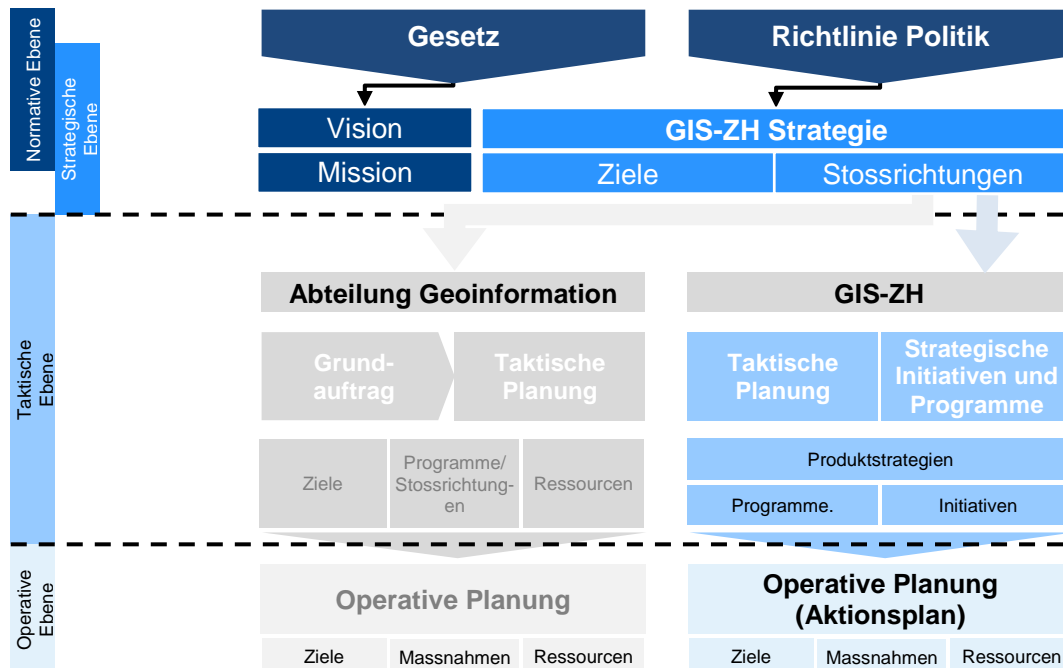 Normative Ebene
Strategische
Ebene
Gesetz
Richtlinie Politik
Vision
GIS-ZH Strategie
Mission
Ziele
Stossrichtungen
Taktische
Ebene
Abteilung Geoinformation
GIS-ZH
Grund-
auftrag
Taktische
Planung
Taktische
Planung
Strategische
Initiativen und
Programme
Ziele
Programme/
Stossrichtung-
en
Ressourcen
Produktstrategien
Programme.
Initiativen
Operative
Ebene
Operative Planung
Operative Planung
(Aktionsplan)
Ziele
Massnahmen
Ressourcen
Ziele
Massnahmen
Ressourcen